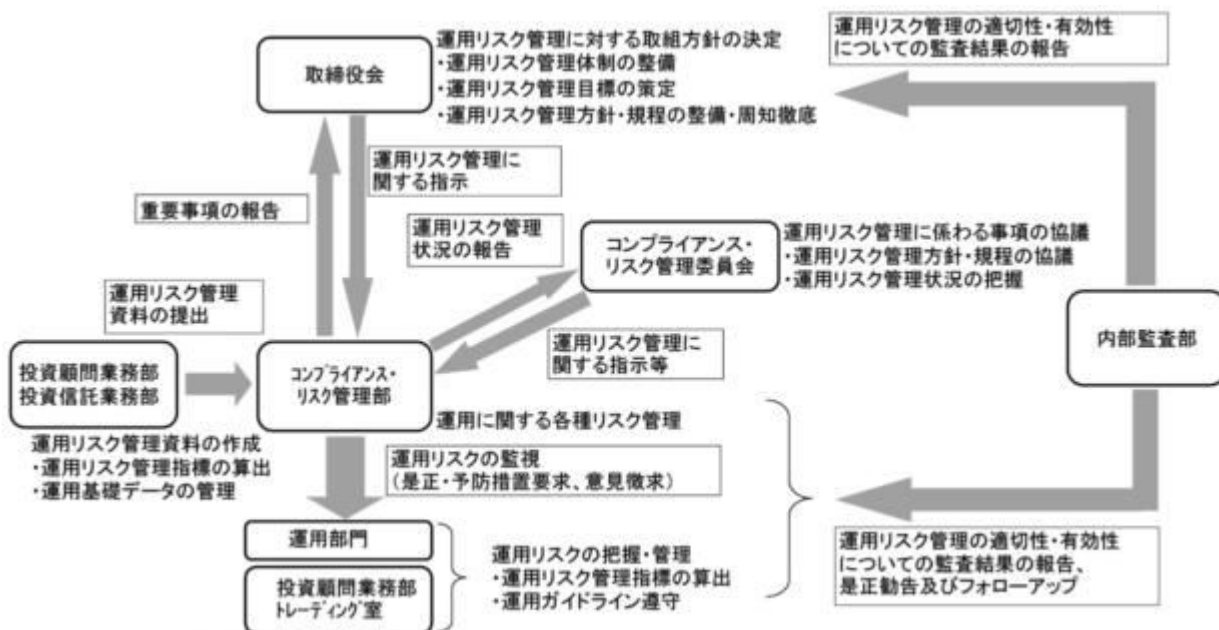 運用リスク管理に対する取組方針の決定
・運用リスク管理体制の整備
・運用リスク管理目標の策定
・運用リスク管理方針・規程の整備・周知徹底
取締役会
運用リスク管理の適切性・有効性
についての監査結果の報告
運用リスク管理に
関する指示
重要事項の報告
運用リスク管理
状況の報告
コンプライアンス・
リスク管理委員会
運用リスク管理に係わる事項の協議
・運用リスク管理方針・規程の協議
・運用リスク管理状況の把握
運用リスク管理
資料の提出
運用リスク管理に
関する指示等
内部監査部
投資顧問業務部
投資信託業務部
コンプライアンス・
リスク管理部
運用に関する各種リスク管理
運用リスク管理資料の作成
・運用リスク管理指標の算出
・運用基礎データの管理
運用リスクの監視
(是正・予防措置要求、意見徴求)
運用部門
投資顧問業務部
トレーディング室
運用リスクの把握・管理
・運用リスク管理指標の算出
・運用ガイドライン遵守
運用リスク管理の適切性・有効性
についての監査結果の報告、
是正勧告及びフォローアップ